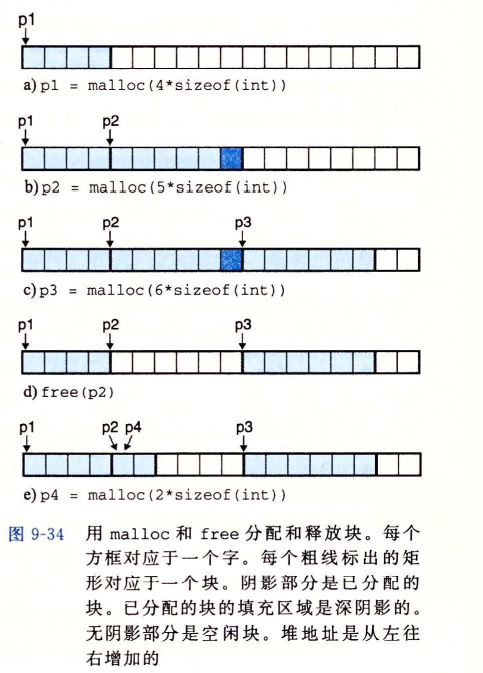 p1
a) p1 = malloc(4*sizeof(int))
p1 p2
b) p2 = malloc(5*sizeof(int))
p1 p2 p3
c) p3 = malloc(6*sizeof(int))
p1 p2 p3
d) free(p2)
p1 p2 p4 p3
e) p4 = malloc(2*sizeof(int))
图 9-34 用 malloc 和 free 分配和释放块。每个
方框对应于一个字。每个粗线标出的矩
形对应于一个块。阴影部分是已分配的
块。已分配的块的填充区域是深阴影的。
无阴影部分是空闲块。堆地址是从左往
右增加的